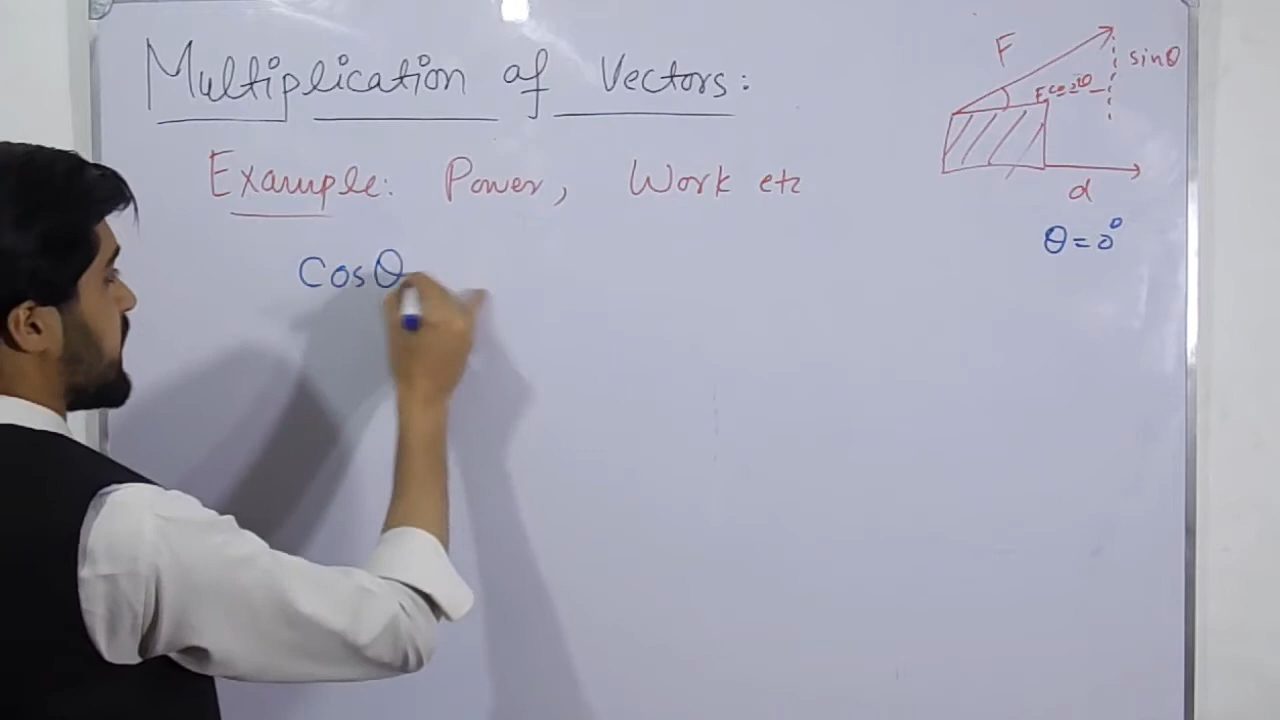 Multiplication of Vectors:
Example: Power, Work etc
Cosθ
F
sinθ
Fcosθ
d
θ=0°